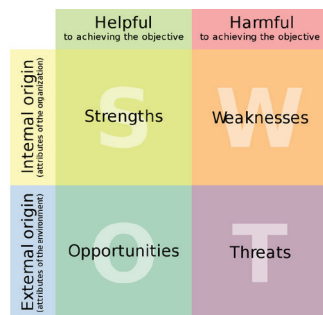 Helpful
to achieving the objective
Harmful
to achieving the objective
Internal origin
(attributes of the organization)
S
Strengths
W
Weaknesses
External origin
(attributes of the environment)
O
Opportunities
T
Threats